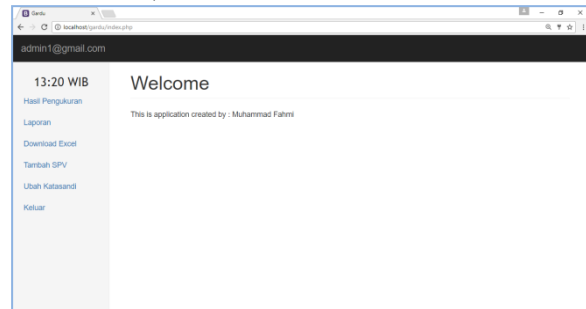 Gardu
localhost/gardu/index.php
admin1@gmail.com
13:20 WIB
Hasil Pengukuran
Laporan
Download Excel
Tambah SPV
Ubah Katasandi
Keluar
Welcome
This is application created by : Muhammad Fahmi